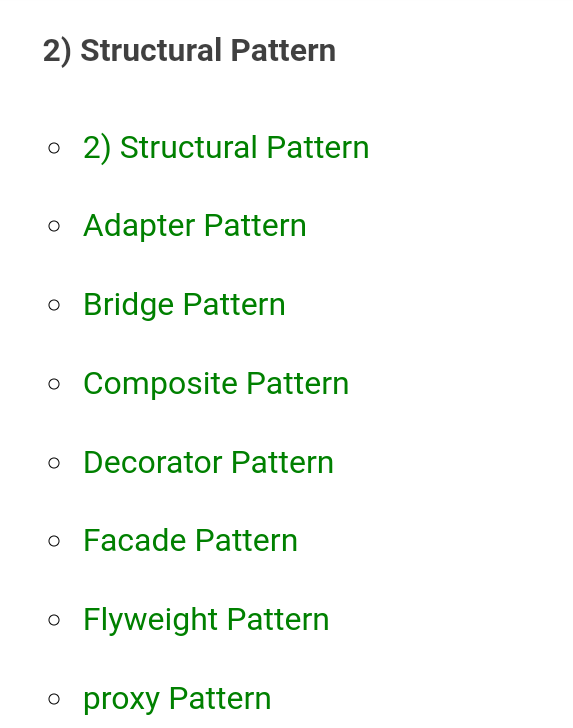 2) Structural Pattern
2) Structural Pattern
Adapter Pattern
Bridge Pattern
Composite Pattern
Decorator Pattern
Facade Pattern
Flyweight Pattern
proxy Pattern